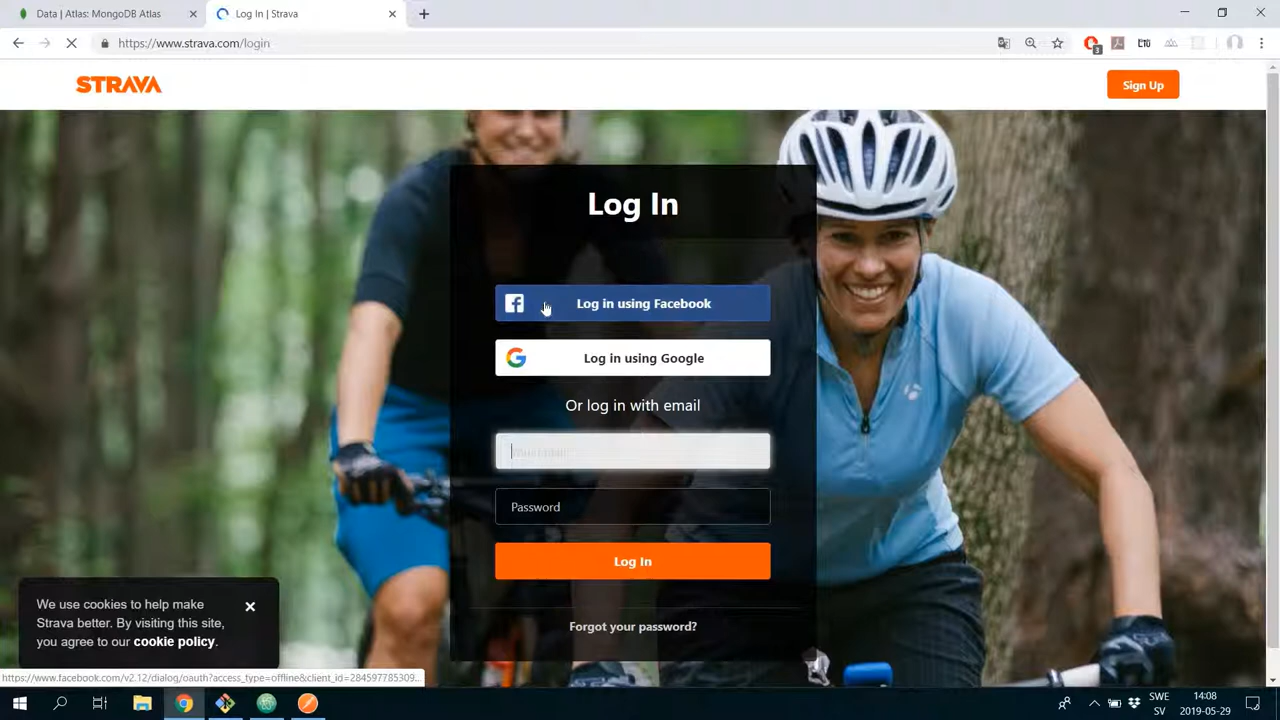 Data | Atlas: MongoDB Atlas
Log In | Strava
https://www.strava.com/login
3
STRAVA
Sign Up
Log In
Log in using Facebook
Log in using Google
Or log in with email
Password
Log In
Forgot your password?
We use cookies to help make
Strava better. By visiting this site,
you agree to our cookie policy.
https://www.facebook.com/v2.12/dialog/oauth?access_type=offline&client_id=284597785309...
SWE
SV
14:08
2019-05-29